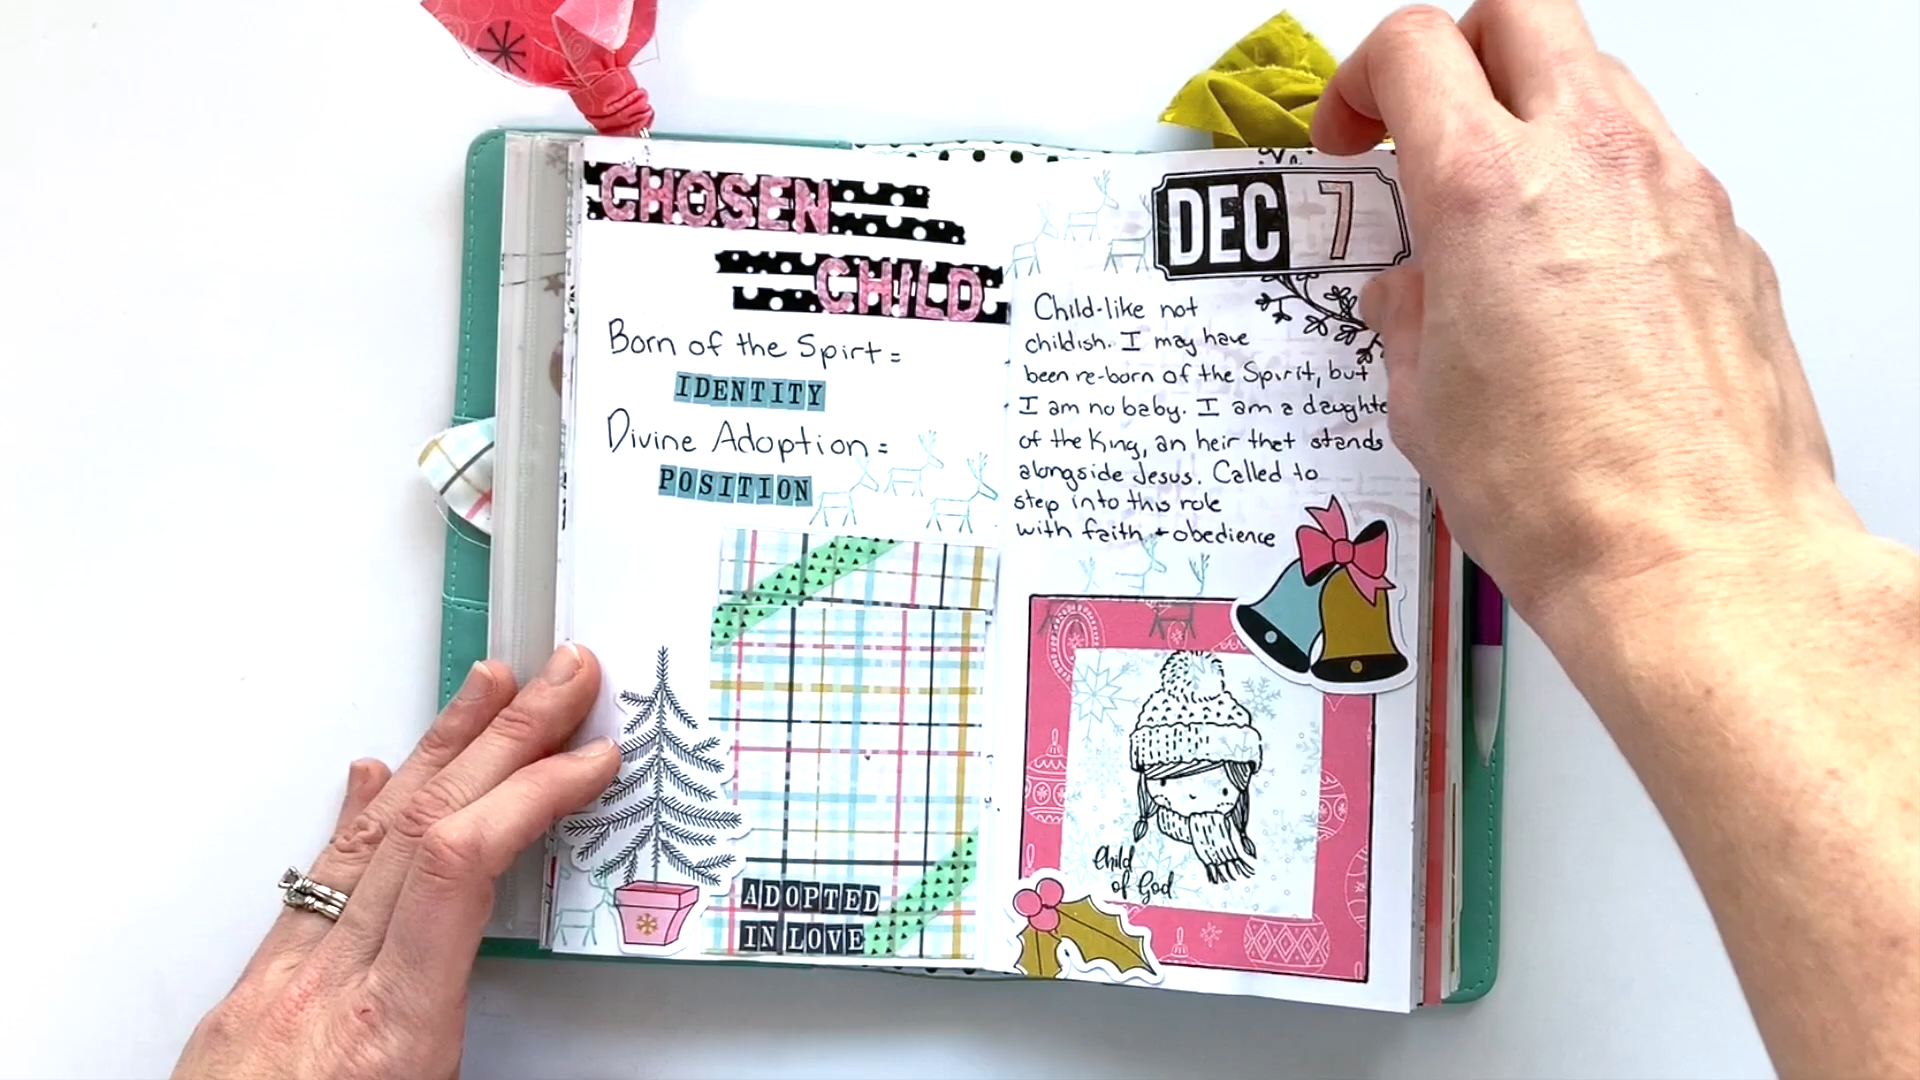 CHOSEN
CHILD
Born of the Spirt =
IDENTITY
Divine Adoption =
POSITION
ADOPTED
IN LOVE
DEC 7
Child-like not
childish. I may have
been re-born of the Spirit, but
I am no baby. I am a daughte
of the King, an heir that stands
alongside Jesus. Called to
step into this role
with faith + obedience
Child
of God